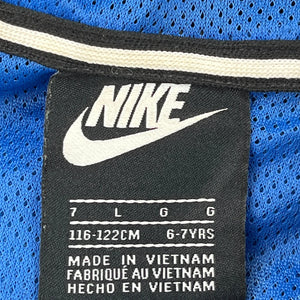 NIKE
7 L G G
116-122CM 6-7YRS
MADE IN VIETNAM
FABRIQUÉ AU VIETNAM
HECHO EN VIETNAM